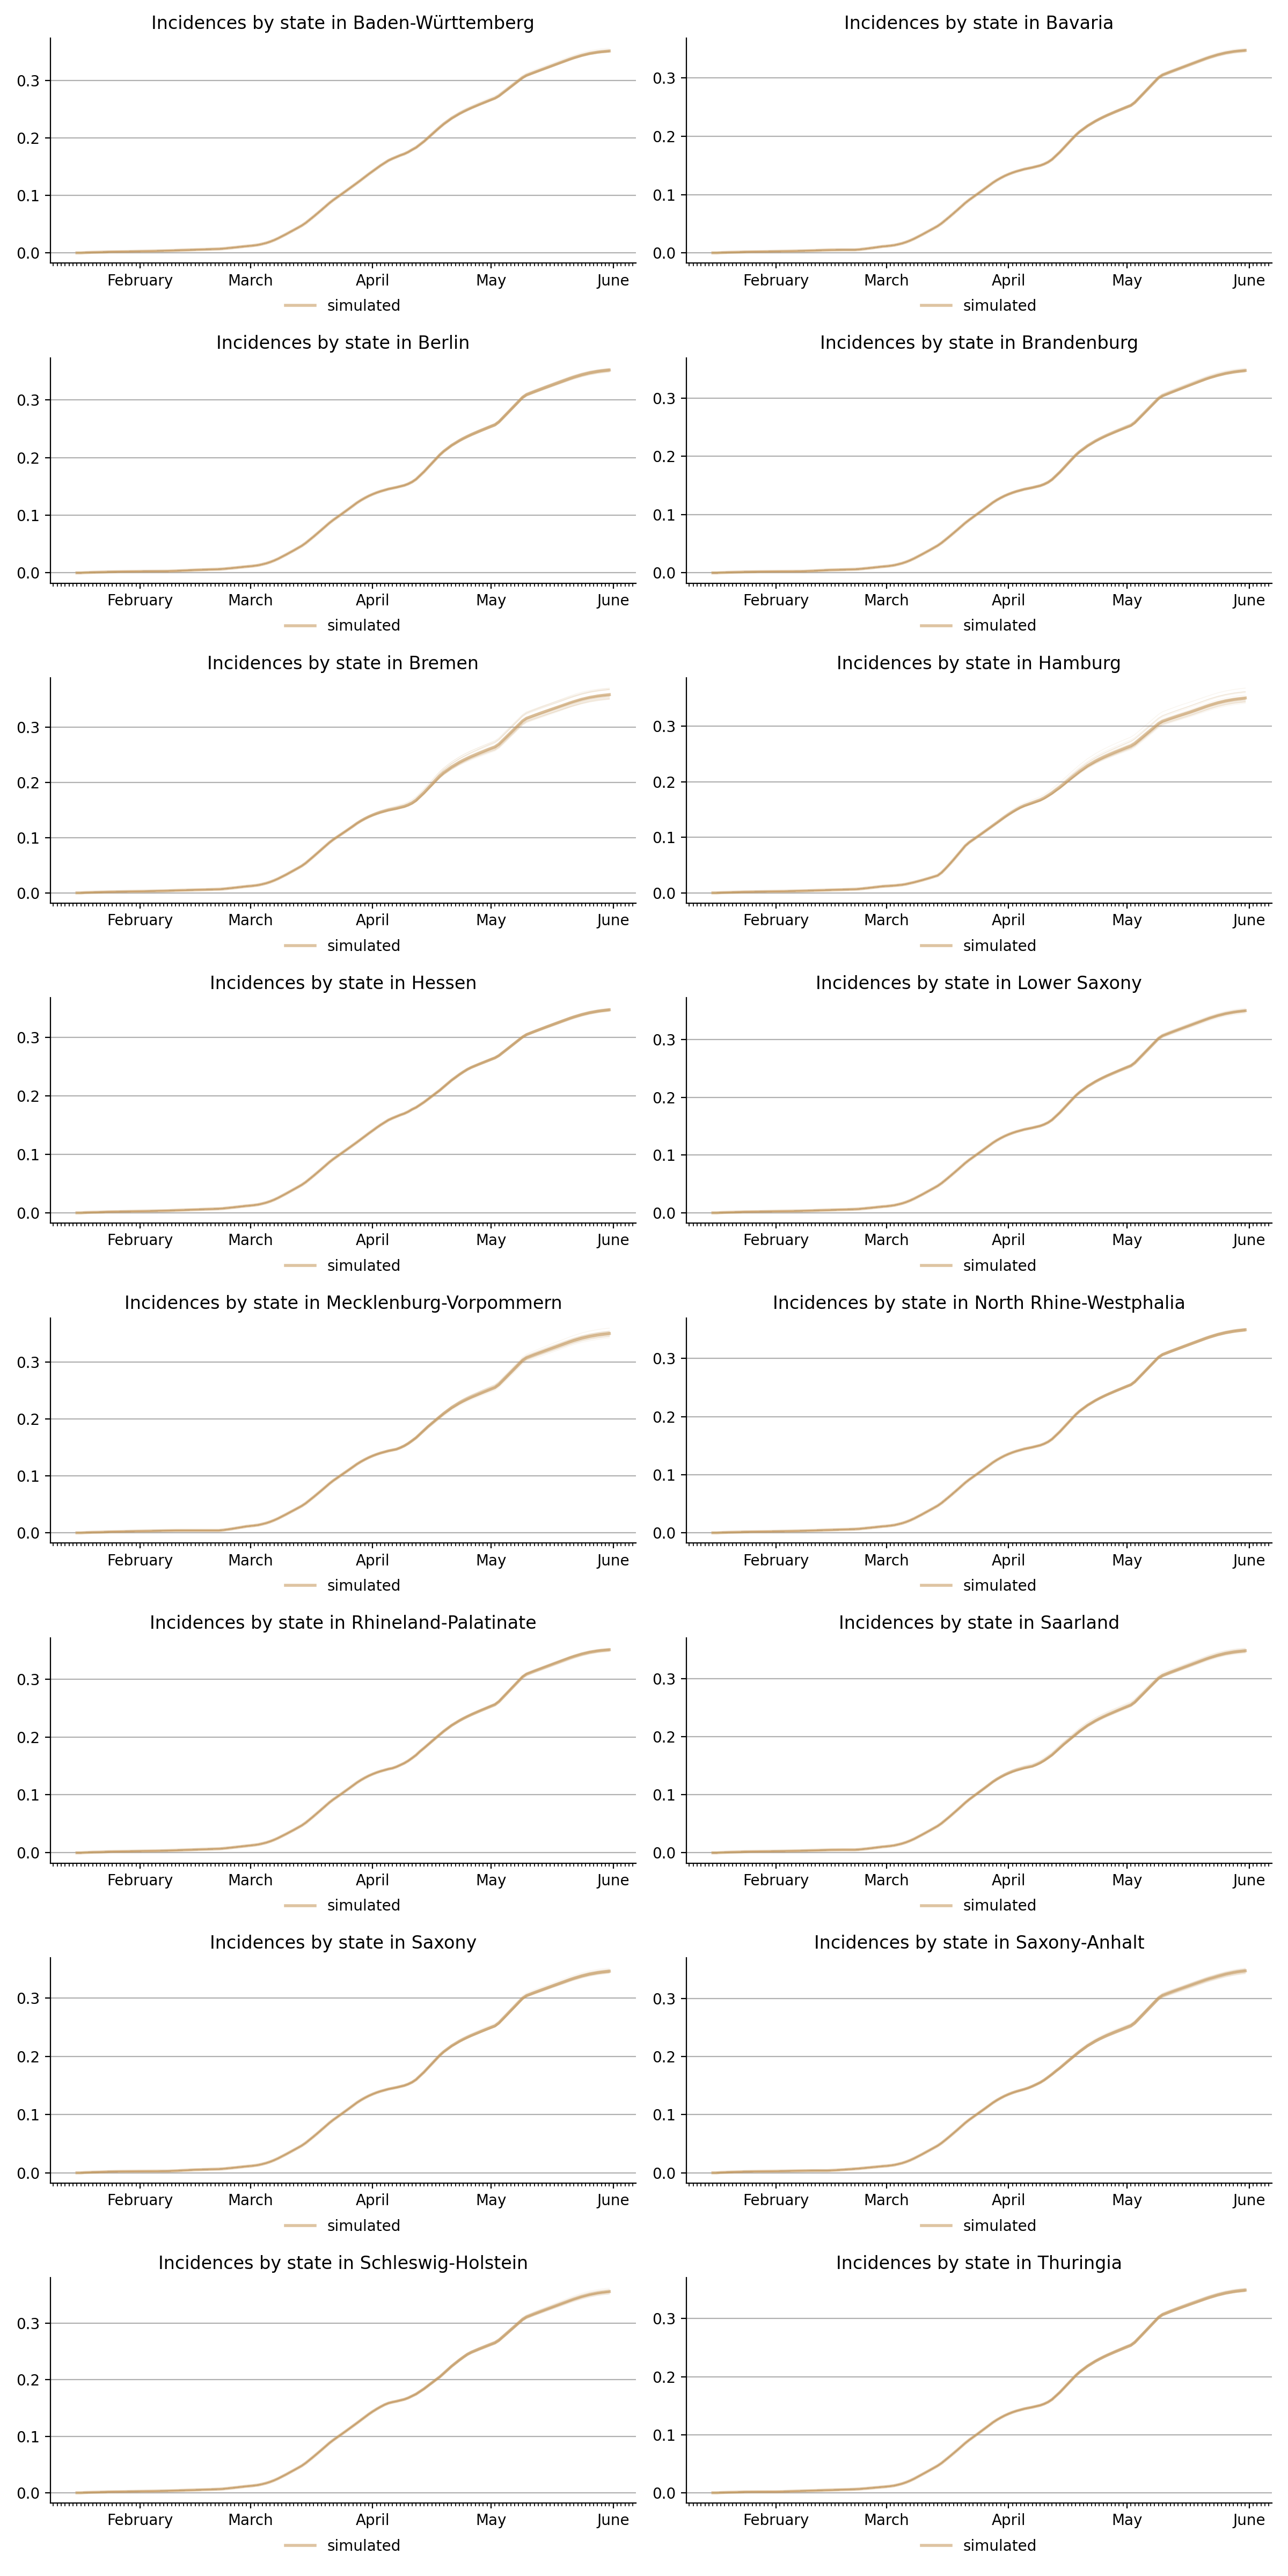 Incidences by state in Baden-Württemberg
0.3
0.2
0.1
0.0
February March April May June
simulated
Incidences by state in Bavaria
0.3
0.2
0.1
0.0
February March April May June
simulated
Incidences by state in Berlin
0.3
0.2
0.1
0.0
February March April May June
simulated
Incidences by state in Brandenburg
0.3
0.2
0.1
0.0
February March April May June
simulated
Incidences by state in Bremen
0.3
0.2
0.1
0.0
February March April May June
simulated
Incidences by state in Hamburg
0.3
0.2
0.1
0.0
February March April May June
simulated
Incidences by state in Hessen
0.3
0.2
0.1
0.0
February March April May June
simulated
Incidences by state in Lower Saxony
0.3
0.2
0.1
0.0
February March April May June
simulated
Incidences by state in Mecklenburg-Vorpommern
0.3
0.2
0.1
0.0
February March April May June
simulated
Incidences by state in North Rhine-Westphalia
0.3
0.2
0.1
0.0
February March April May June
simulated
Incidences by state in Rhineland-Palatinate
0.3
0.2
0.1
0.0
February March April May June
simulated
Incidences by state in Saarland
0.3
0.2
0.1
0.0
February March April May June
simulated
Incidences by state in Saxony
0.3
0.2
0.1
0.0
February March April May June
simulated
Incidences by state in Saxony-Anhalt
0.3
0.2
0.1
0.0
February March April May June
simulated
Incidences by state in Schleswig-Holstein
0.3
0.2
0.1
0.0
February March April May June
simulated
Incidences by state in Thuringia
0.3
0.2
0.1
0.0
February March April May June
simulated